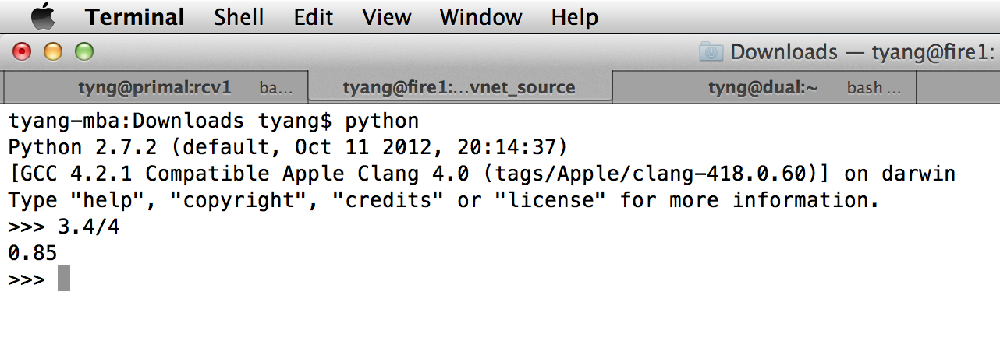 Terminal Shell Edit View Window Help
Downloads — tyang@fire1:
tyng@primal:rcv1 ba... tyang@fire1:...vnet_source tyng@dual:~ bash ...
tyang-mba:Downloads tyang$ python
Python 2.7.2 (default, Oct 11 2012, 20:14:37)
[GCC 4.2.1 Compatible Apple Clang 4.0 (tags/Apple/clang-418.0.60)] on darwin
Type "help", "copyright", "credits" or "license" for more information.
>>> 3.4/4
0.85
>>>